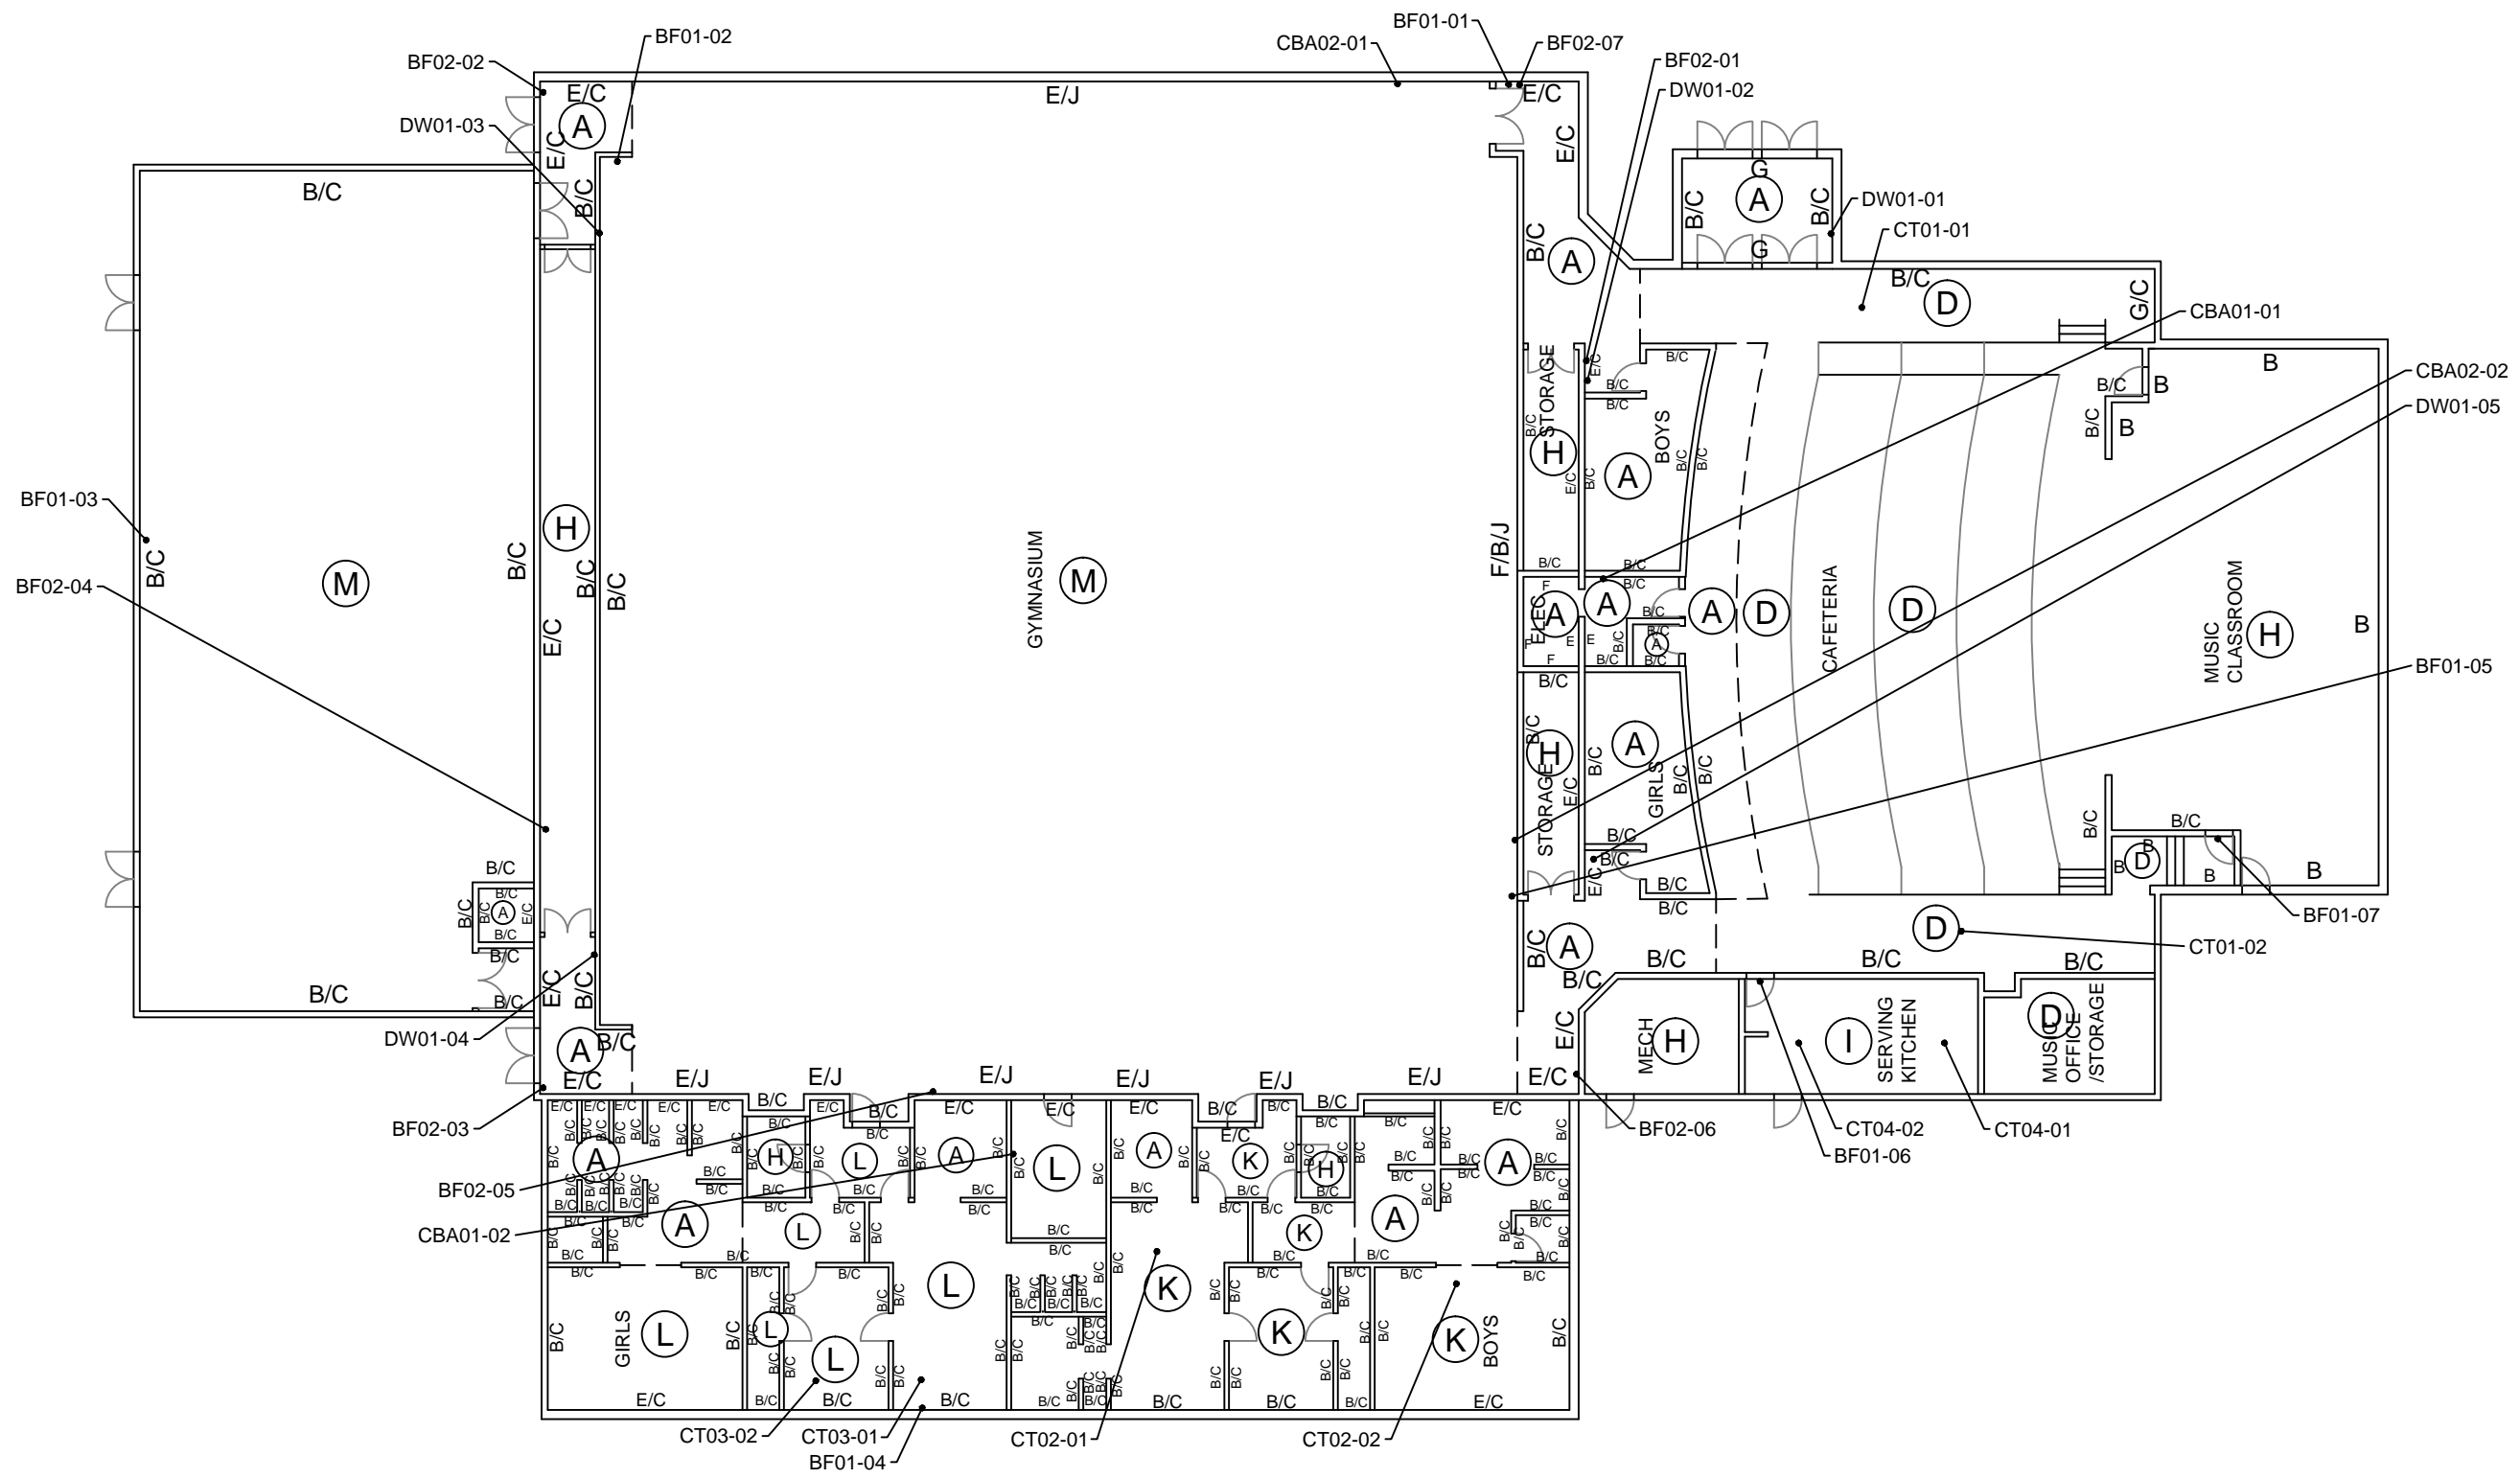 BF01-01
BF01-02
CBA02-01
BF02-07
BF02-02
BF02-01
DW01-02
DW01-03
E/C
E/J
E/C
A
E/C
E/C
B/C
B/C
G
A
B/C
B/C
DW01-01
G
CT01-01
B/C
A
B/C
D
G/C
CBA01-01
CBA02-02
DW01-05
STORAGE
E/C
B/C
B/C
B/C
B/C
B
B
B/C
B
B/C
H
E/C
B/C
A
BOYS
B/C
B/C
BF01-03
B/C
M
B/C
H
B/C
B/C
E/C
GYMNASIUM
M
F/B/J
B/C
B/C
B/C
F
ELEC
A
A
B/C
B/C
A
F
E
E
B/C
F
B/C
B/C
A
D
CAFETERIA
D
MUSIC
CLASSROOM
H
B
BF01-05
BF02-04
B/C
B/C
H
STORAGE
E/C
B/C
A
GIRLS
B/C
B/C
B/C
B/C
E/C
B/C
B/C
B/C
B/C
B
D
B
B
B
BF01-07
CT01-02
B/C
B/C
B/C
B/C
A
E/C
B/C
B/C
B/C
B/C
E/C
B/C
DW01-04
A
B/C
E/C
B/C
A
B/C
E/C
E/C
B/C
B/C
B/C
D
MECH
H
I
SERVING
KITCHEN
D
MUSIC
OFFICE
/STORAGE
BF02-03
BF02-06
CT04-02
CT04-01
BF01-06
E/J
E/J
E/J
E/J
E/J
E/J
E/C
E/C
E/C
E/C
E/C
B/C
E/C
B/C
E/C
E/C
E/C
B/C
B/C
B/C
E/C
BF02-05
CBA01-02
B/C
B/C
B/C
B/C
B/C
B/C
A
B/C
B/C
H
B/C
B/C
L
B/C
B/C
A
B/C
L
B/C
B/C
A
B/C
E/C
K
B/C
B/C
H
B/C
B/C
B/C
B/C
B/C
A
B/C
B/C
B/C
B/C
B/C
B/C
A
L
B/C
B/C
L
K
A
B/C
B/C
B/C
GIRLS
L
B/C
B/C
L
L
B/C
B/C
B/C
B/C
B/C
K
K
B/C
B/C
K
BOYS
B/C
E/C
B/C
B/C
B/C
B/C
B/C
B/C
B/C
E/C
CT03-02
CT03-01
BF01-04
CT02-01
CT02-02